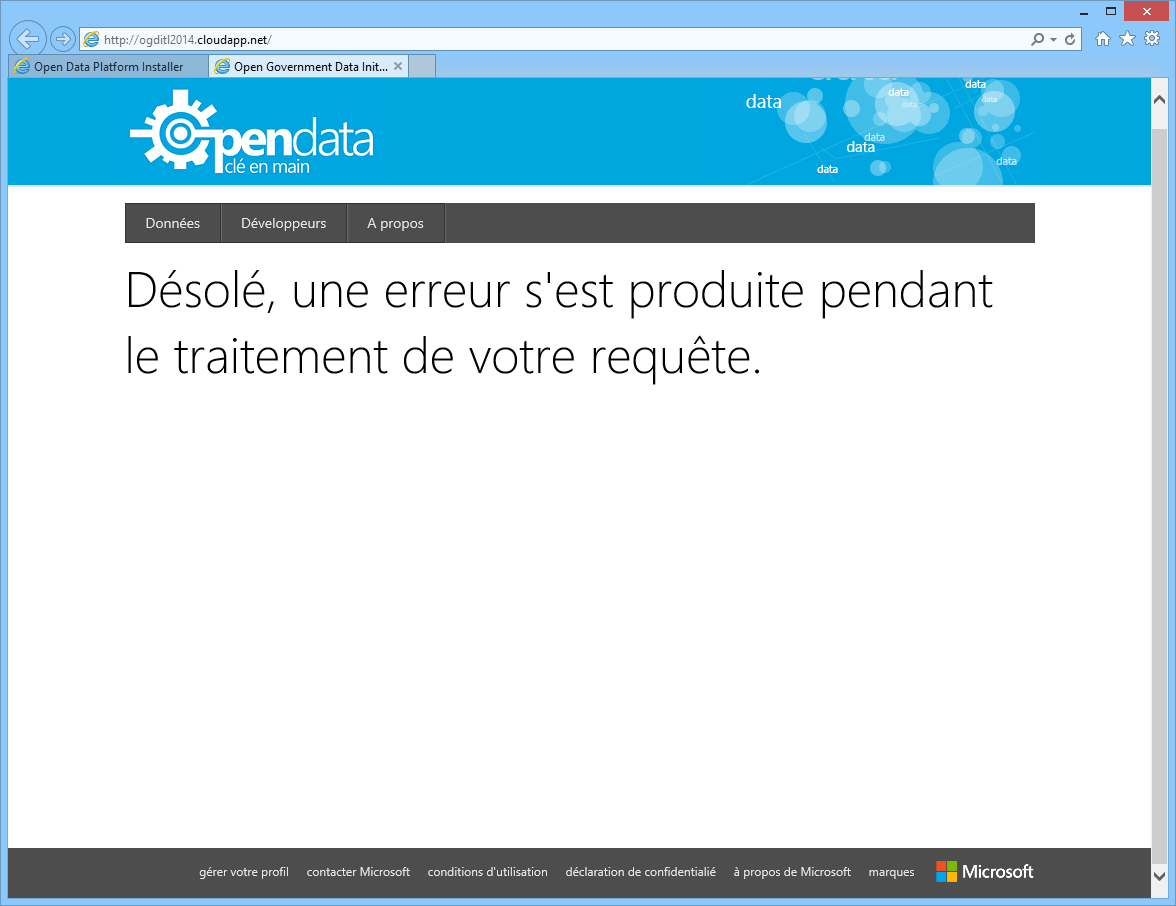 http://ogditl2014.cloudapp.net/
Open Data Platform Installer
Open Government Data Init...
pendata
clé en main
data
data
data
data
data
data
data
data
data
Données
Développeurs
A propos
Désolé, une erreur s'est produite pendant
le traitement de votre requête.
gérer votre profil
contacter Microsoft
conditions d'utilisation
déclaration de confidentialié
à propos de Microsoft
marques
Microsoft